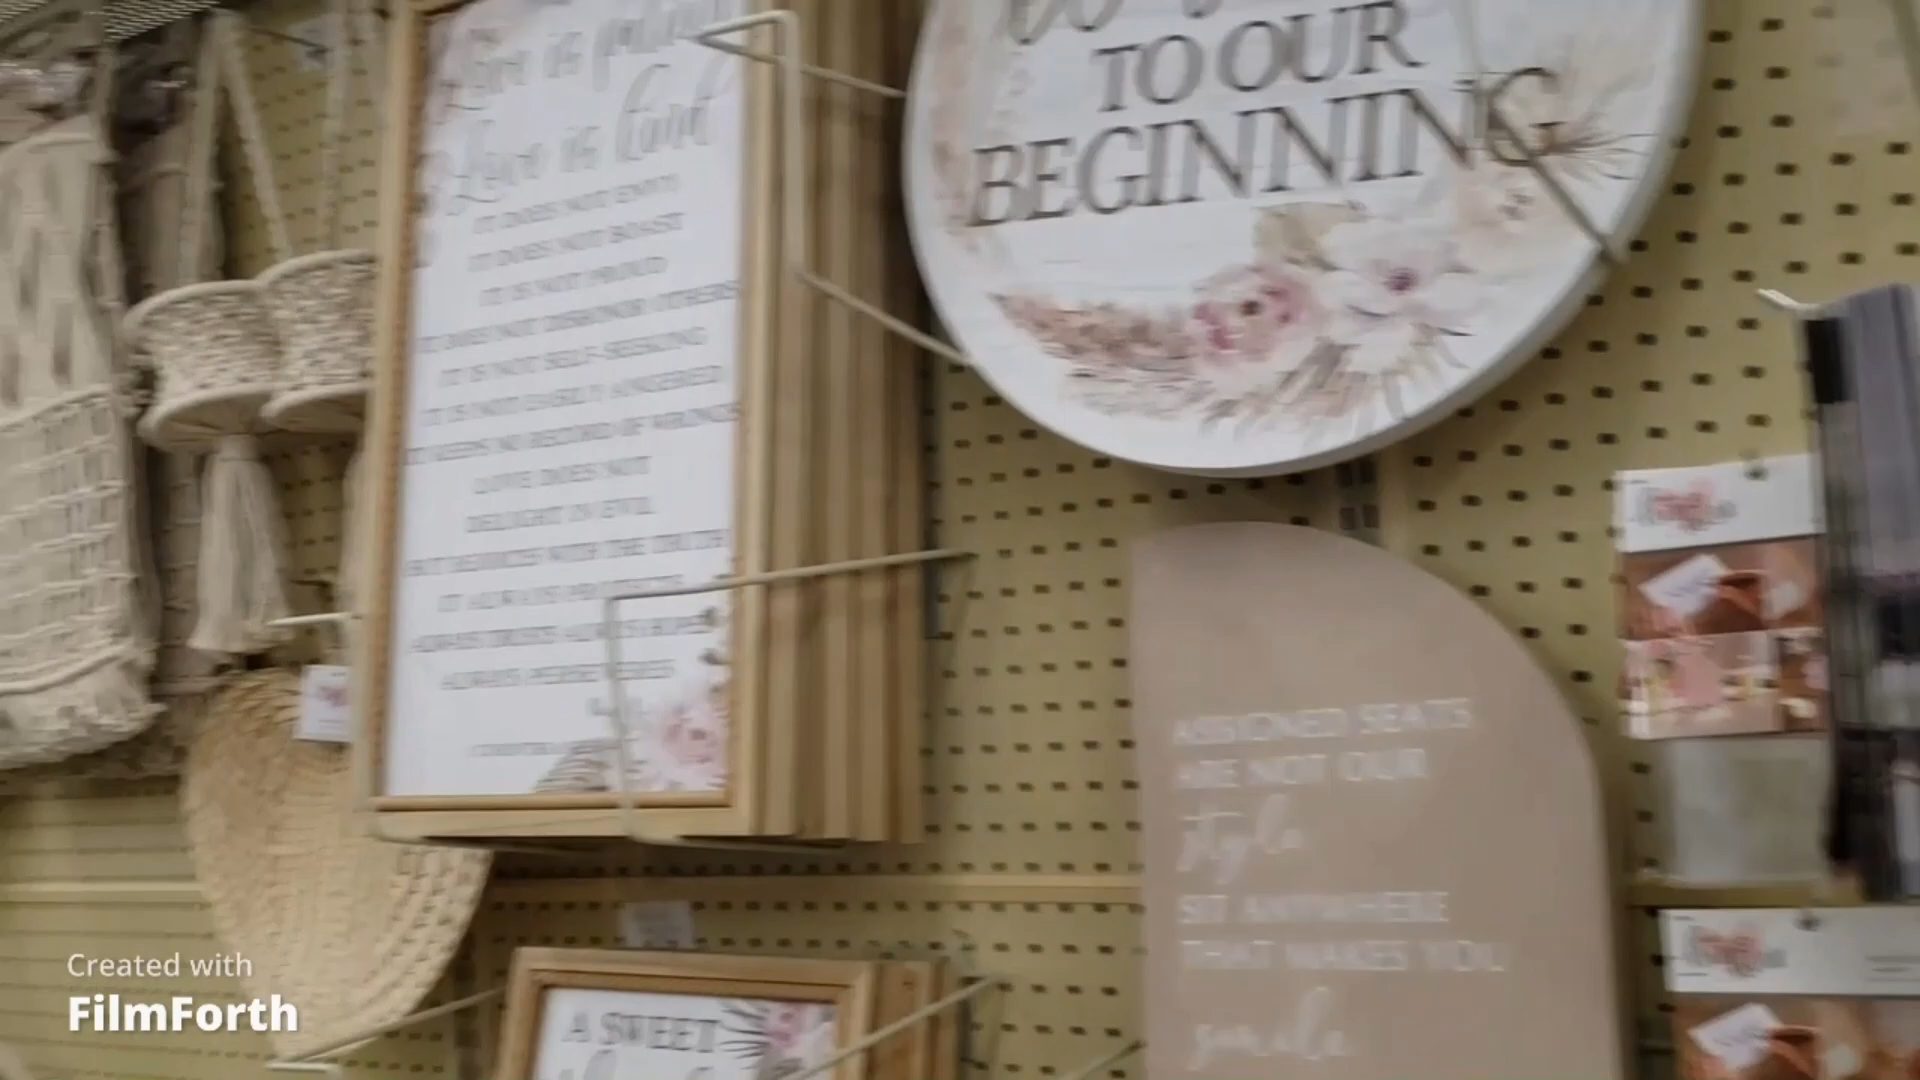 Love is patient
Love is kind
IT DOES NOT ENVY
IT DOES NOT BOAST
IT IS NOT PROUD
IT DOES NOT DISHONOR OTHERS
IT IS NOT SELF-SEEKING
IT IS NOT EASILY ANGERED
IT KEEPS NO RECORD OF WRONGS
LOVE DOES NOT
DELIGHT IN EVIL
BUT REJOICES WITH THE TRUTH
IT ALWAYS PROTECTS
ALWAYS TRUSTS ALWAYS HOPES
ALWAYS PERSEVERES
TO OUR
BEGINNING
ASSIGNED SEATS
ARE NOT OUR
style
SIT ANYWHERE
THAT MAKES YOU
smile
A SWEET
Created with
FilmForth